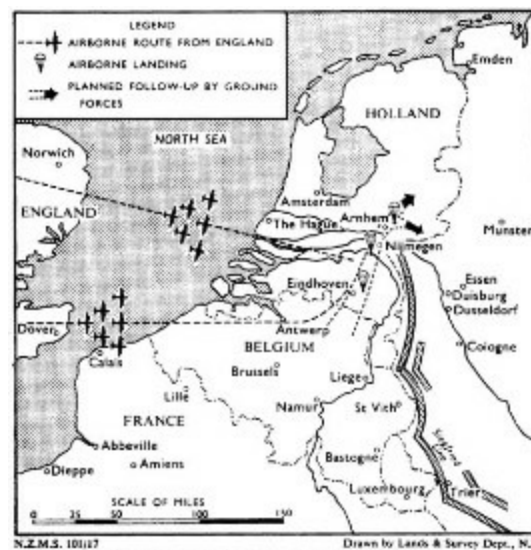 LEGEND
AIRBORNE ROUTE FROM ENGLAND
AIRBORNE LANDING
PLANNED FOLLOW-UP BY GROUND
FORCES
Emden
HOLLAND
NORTH SEA
Norwich
Amsterdam
ENGLAND
The Hague
Arnhem
Munster
Nijmegen
Eindhoven
Essen
Duisburg
Dusseldorf
Dover
Antwerp
Cologne
BELGIUM
Calais
Brussels
Liege
Lille
Namur
St Vith
FRANCE
Siegfried
Abbeville
Bastogne
Dieppe
Amiens
Luxembourg
Trier
SCALE OF MILES
0 25 50 100 150
N.Z.M.S. 101/17
Drawn by Lands & Survey Dept., N.